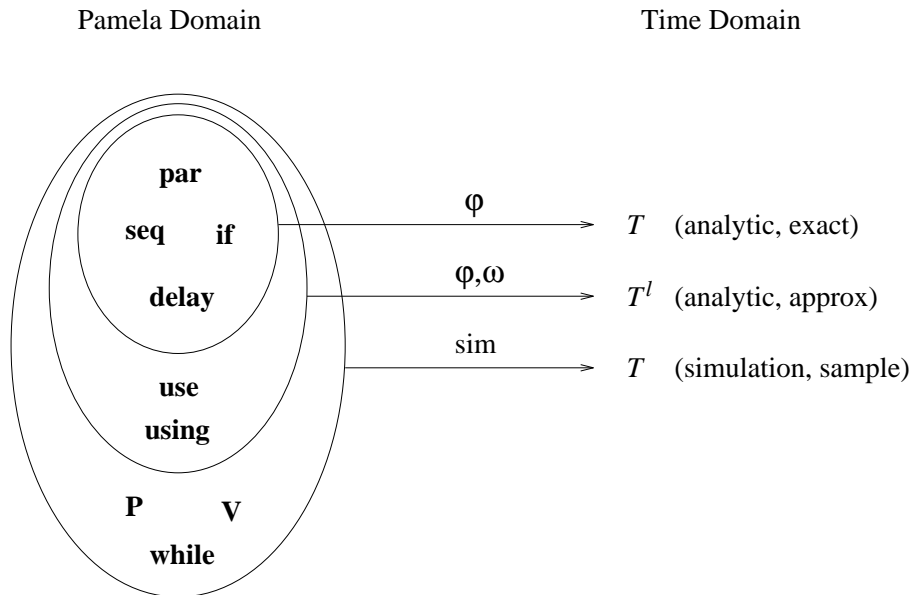 Pamela Domain Time Domain
par
φ
seq if
T (analytic, exact)
φ,ω
delay
T^l (analytic, approx)
sim
T (simulation, sample)
use
using
P V
while